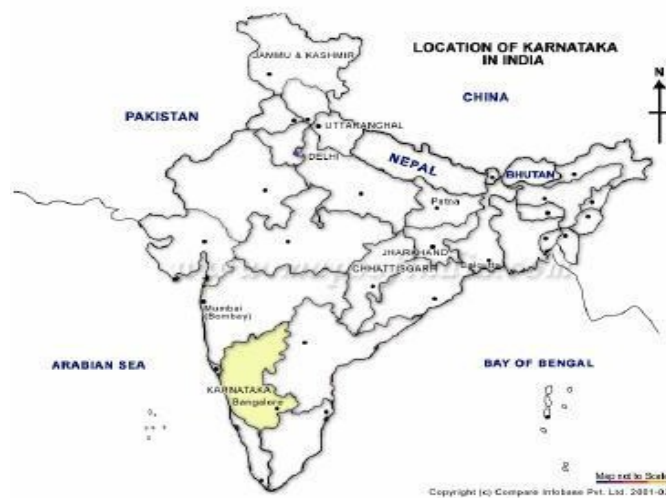 LOCATION OF KARNATAKA
IN INDIA
JAMMU & KASHMIR
N
CHINA
PAKISTAN
UTTARANCHAL
DELHI
NEPAL
BHUTAN
Patna
JHARKHAND
CHHATTISGARH
Mumbai
(Bombay)
ARABIAN SEA
BAY OF BENGAL
KARNATAKA
Bangalore
Map not to Scale
Copyright (c) Compare Infobase Pvt. Ltd. 2001-0